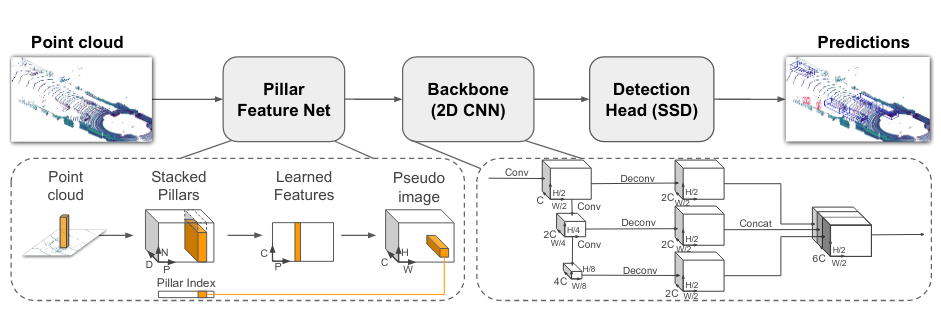 Point cloud
Pillar
Feature Net
Backbone
(2D CNN)
Detection
Head (SSD)
Predictions
Point
cloud
Stacked
Pillars
Learned
Features
Pseudo
image
N
D
P
C
P
H
C
W
Pillar Index
Conv
H/2
W/2
C
Conv
H/4
2C
W/4
Conv
H/8
4C
W/8
Deconv
H/2
2C
W/2
Deconv
H/2
2C
W/2
Deconv
H/2
2C
W/2
Concat
H/2
6C
W/2